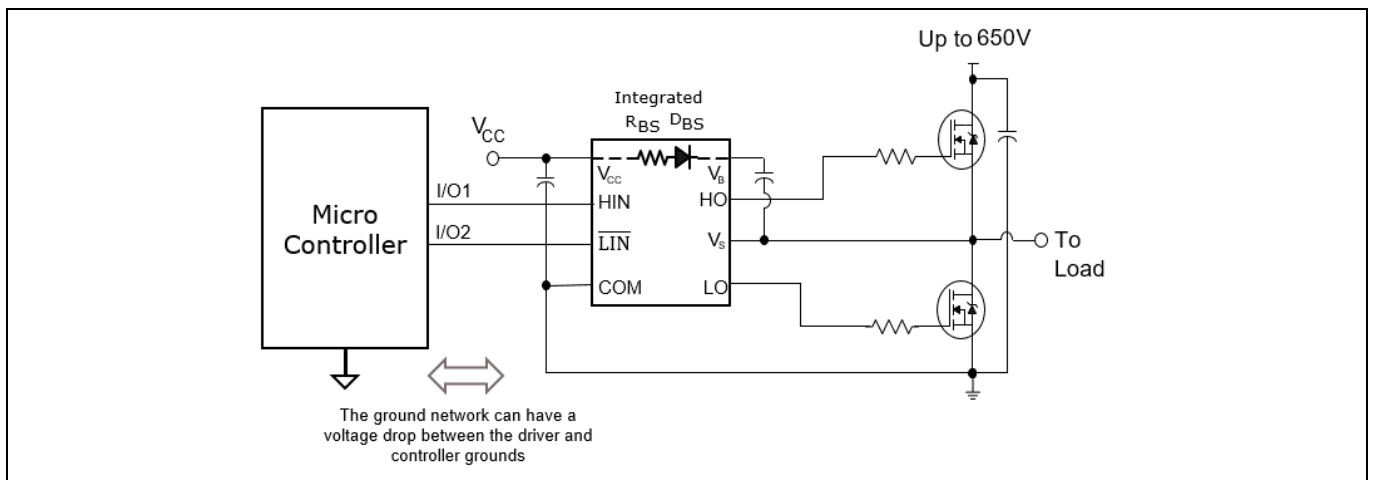 Up to 650V
Integrated
RBS DBS
VCC
VCC
VB
I/O1
HIN
HO
Micro
Controller
I/O2
LIN
VS
To
Load
COM
LO
The ground network can have a
voltage drop between the driver and
controller grounds